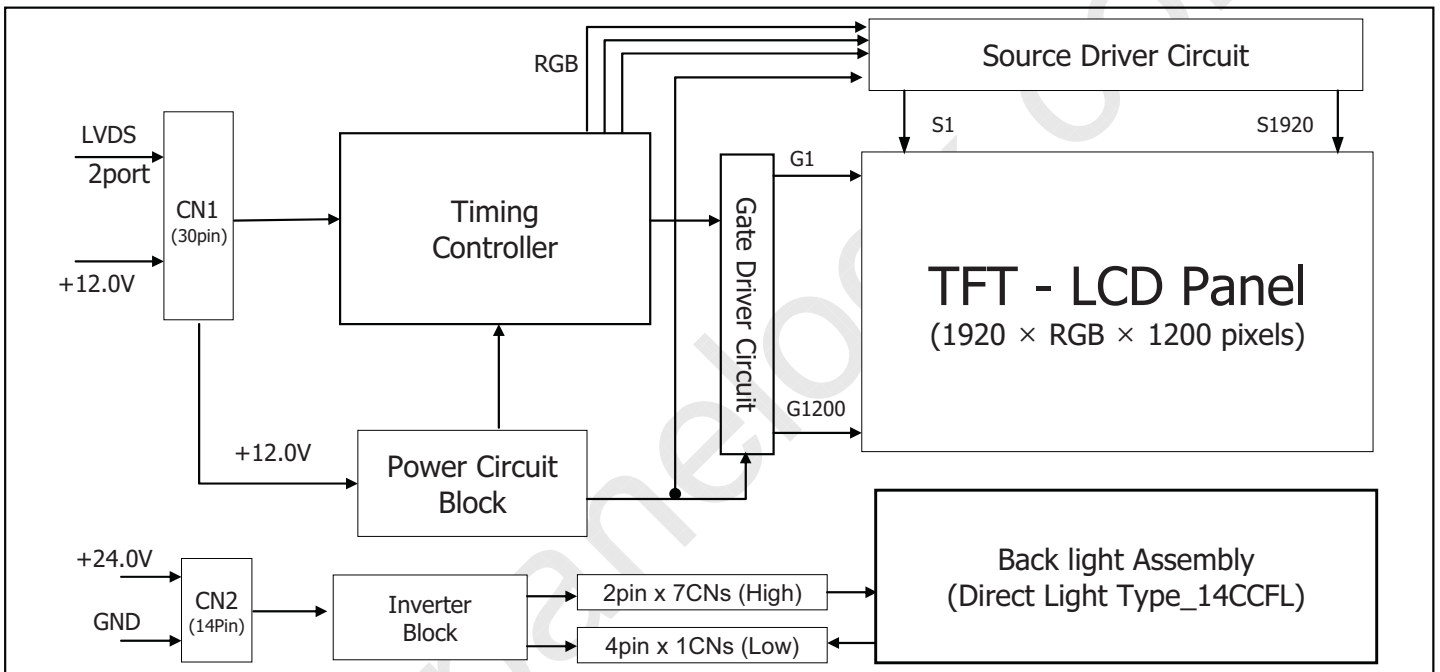 RGB
Source Driver Circuit
LVDS
2port
S1
S1920
CN1
(30pin)
Timing
Controller
G1
Gate Driver Circuit
TFT - LCD Panel
(1920 × RGB × 1200 pixels)
+12.0V
G1200
+12.0V
Power Circuit
Block
+24.0V
CN2
(14Pin)
GND
Inverter
Block
2pin x 7CNs (High)
4pin x 1CNs (Low)
Back light Assembly
(Direct Light Type_14CCFL)